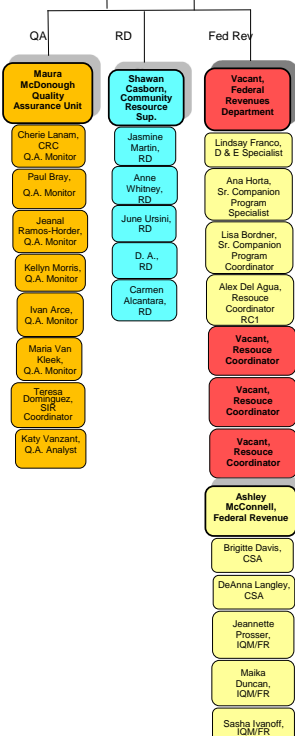 QA
RD
Fed Rev
Maura
McDonough
Quality
Assurance Unit
Cherie Lanam,
CRC
Q.A. Monitor
Paul Bray,
Q.A. Monitor
Jeanal
Ramos-Horder,
Q.A. Monitor
Kellyn Morris,
Q.A. Monitor
Ivan Arce,
Q.A. Monitor
Maria Van
Kleek,
Q.A. Monitor
Teresa
Dominguez,
SIR
Coordinator
Katy Vanzant,
Q.A. Analyst
Shawan
Casborn,
Community
Resource
Sup.
Jasmine
Martin,
RD
Anne
Whitney,
RD
June Ursini,
RD
D. A.,
RD
Carmen
Alcantara,
RD
Vacant,
Federal
Revenues
Department
Lindsay Franco,
D & E Specialist
Ana Horta,
Sr. Companion
Program
Specialist
Lisa Bordner,
Sr. Companion
Program
Coordinator
Alex Del Agua,
Resouce
Coordinator
RC1
Vacant,
Resouce
Coordinator
Vacant,
Resouce
Coordinator
Vacant,
Resouce
Coordinator
Ashley
McConnell,
Federal Revenue
Brigitte Davis,
CSA
DeAnna Langley,
CSA
Jeannette
Prosser,
IQM/FR
Maika
Duncan,
IQM/FR
Sasha Ivanoff,
IQM/FR